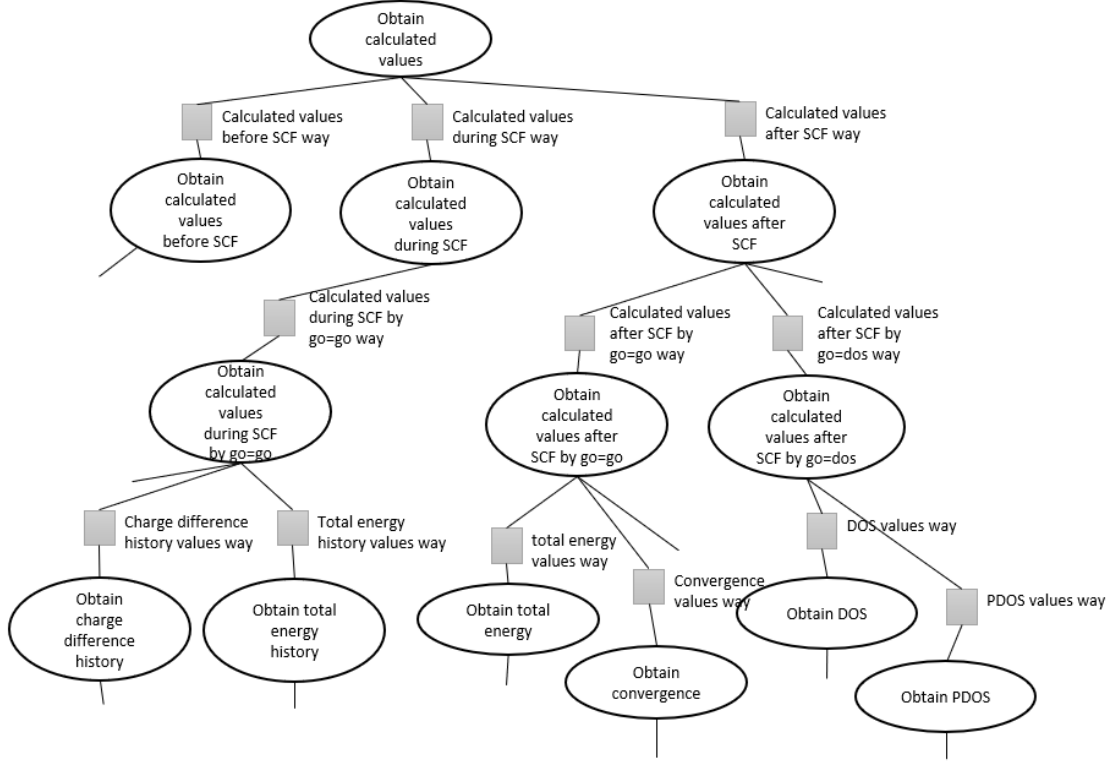 Obtain
calculated
values
Calculated values
before SCF way
Calculated values
during SCF way
Calculated values
after SCF way
Obtain
calculated
values
before SCF
Obtain
calculated
values
during SCF
Obtain
calculated
values after
SCF
Calculated values
during SCF by
go=go way
Calculated values
after SCF by
go=go way
Calculated values
after SCF by
go=dos way
Obtain
calculated
values
during SCF
by go=go
Obtain
calculated
values after
SCF by go=go
Obtain
calculated
values after
SCF by go=dos
Charge difference
history values way
Total energy
history values way
total energy
values way
Convergence
values way
DOS values way
PDOS values way
Obtain
charge
difference
history
Obtain total
energy
history
Obtain total
energy
Obtain
convergence
Obtain DOS
Obtain PDOS